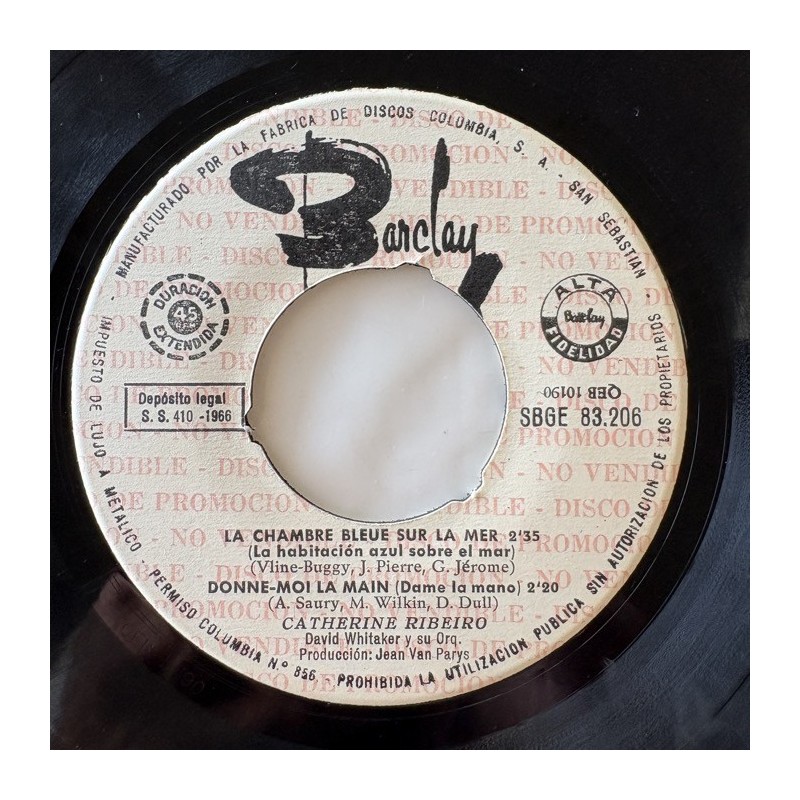 MANUFACTURADO POR LA FABRICA DE DISCOS COLOMBIA, S. A. - SAN SEBASTIAN
Barclay
DURACION
45
R.P.M.
EXTENDIDA
ALTA
Barclay
FIDELIDAD
Depósito legal
S. S. 410 -1966
QEB 10190
SBGE 83.206
LA CHAMBRE BLEUE SUR LA MER 2'35
(La habitación azul sobre el mar)
(Vline-Buggy, J. Pierre, G. Jérome)
DONNE-MOI LA MAIN (Dame la mano) 2'20
(A. Saury, M. Wilkin, D. Dull)
CATHERINE RIBEIRO
David Whitaker y su Orq.
Producción: Jean Van Parys
IMPUESTO DE LUJO A METALICO - PERMISO COLUMBIA N.º 856 - PROHIBIDA LA UTILIZACION PUBLICA SIN AUTORIZACION DE LOS PROPIETARIOS
NO VENDIBLE - DISCO DE PROMOCION